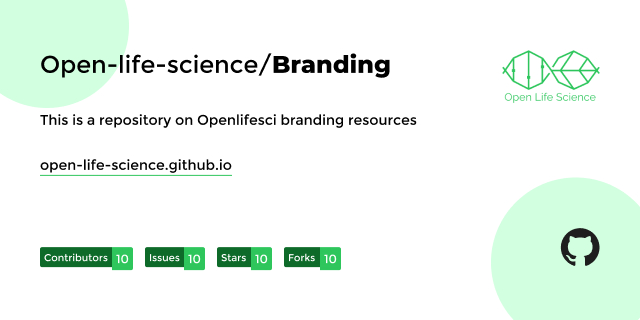 Open-life-science/Branding
Open Life Science
This is a repository on Openlifesci branding resources
open-life-science.github.io
Contributors 10 Issues 10 Stars 10 Forks 10